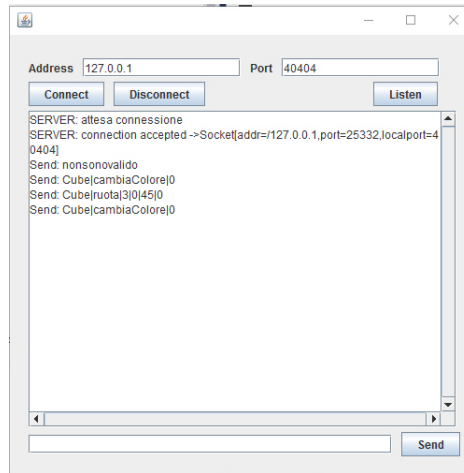 Address 127.0.0.1 Port 40404
Connect Disconnect Listen
SERVER: attesa connessione
SERVER: connection accepted ->Socket[addr=/127.0.0.1,port=25332,localport=4
0404]
Send: nonsonovalido
Send: Cube|cambiaColore|0
Send: Cube|ruota|3|0|45|0
Send: Cube|cambiaColore|0
Send